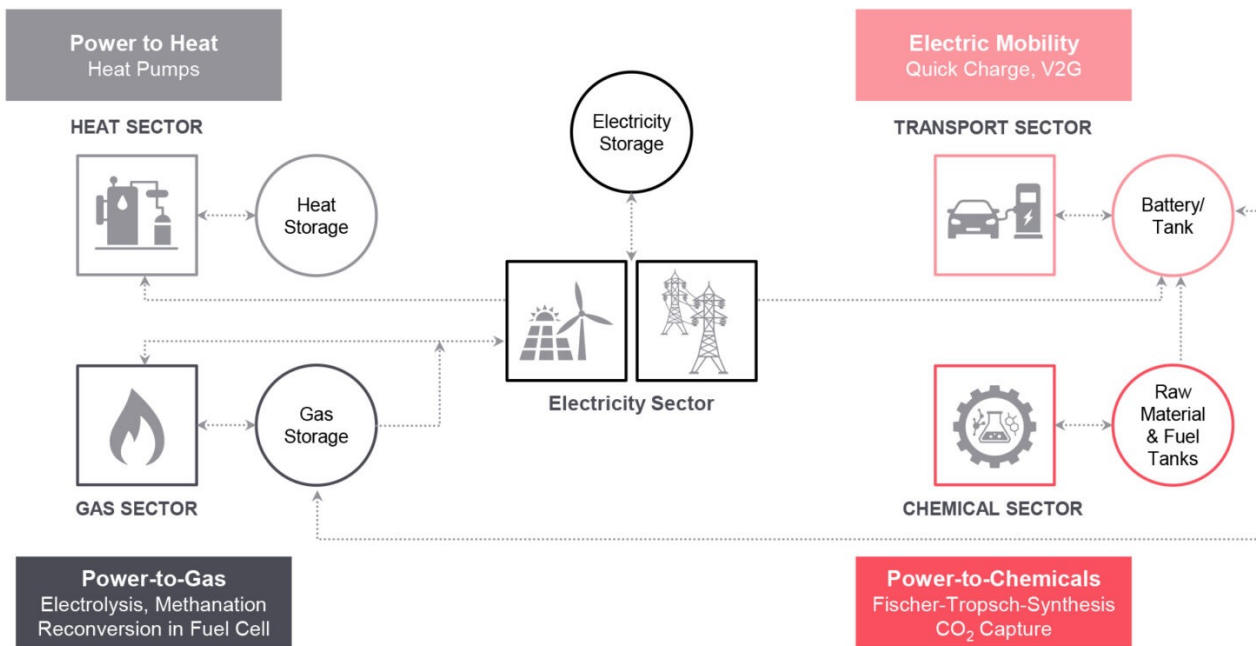 Power to Heat
Heat Pumps
HEAT SECTOR
Heat
Storage
Electricity
Storage
Electric Mobility
Quick Charge, V2G
TRANSPORT SECTOR
Battery/
Tank
Electricity Sector
Gas
Storage
GAS SECTOR
Raw
Material
& Fuel
Tanks
CHEMICAL SECTOR
Power-to-Gas
Electrolysis, Methanation
Reconversion in Fuel Cell
Power-to-Chemicals
Fischer-Tropsch-Synthesis
CO₂ Capture